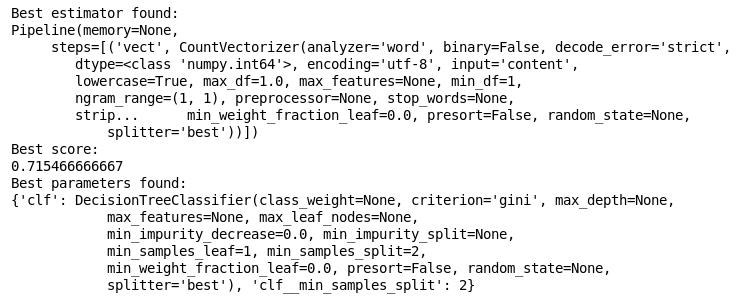 Best estimator found:
Pipeline(memory=None,
     steps=[('vect', CountVectorizer(analyzer='word', binary=False, decode_error='strict',
        dtype=<class 'numpy.int64'>, encoding='utf-8', input='content',
        lowercase=True, max_df=1.0, max_features=None, min_df=1,
        ngram_range=(1, 1), preprocessor=None, stop_words=None,
        strip...      min_weight_fraction_leaf=0.0, presort=False, random_state=None,
            splitter='best'))])
Best score:
0.715466666667
Best parameters found:
{'clf': DecisionTreeClassifier(class_weight=None, criterion='gini', max_depth=None,
            max_features=None, max_leaf_nodes=None,
            min_impurity_decrease=0.0, min_impurity_split=None,
            min_samples_leaf=1, min_samples_split=2,
            min_weight_fraction_leaf=0.0, presort=False, random_state=None,
            splitter='best'), 'clf__min_samples_split': 2}